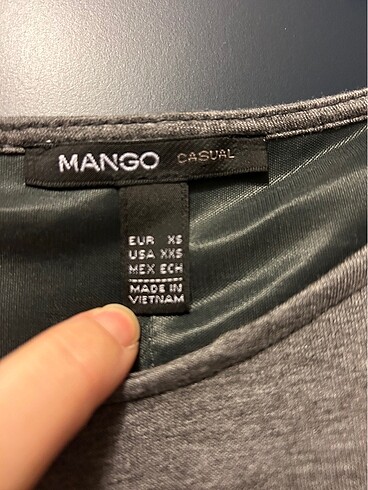 MANGO CASUAL
EUR XS
USA XXS
MEX ECH
MADE IN
VIETNAM